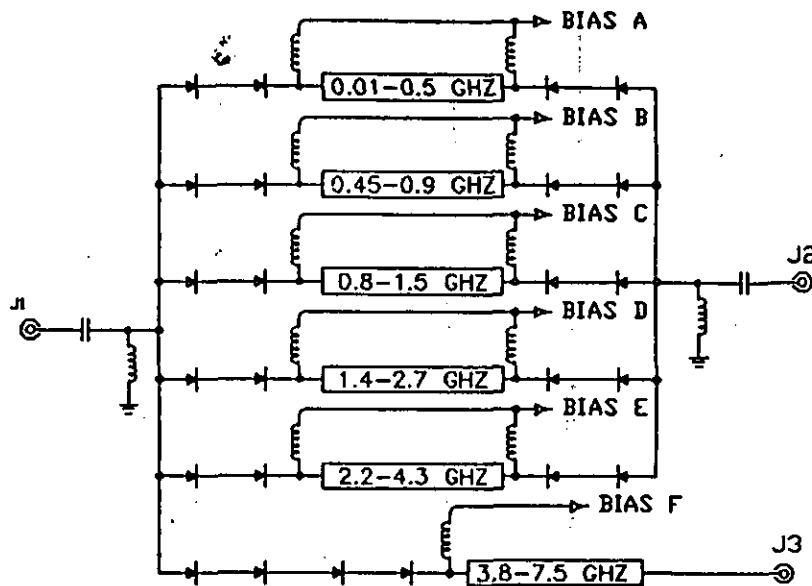 BIAS A
0.01-0.5 GHZ
BIAS B
0.45-0.9 GHZ
BIAS C
0.8-1.5 GHZ
J2
J1
BIAS D
1.4-2.7 GHZ
BIAS E
2.2-4.3 GHZ
BIAS F
J3
3.8-7.5 GHZ